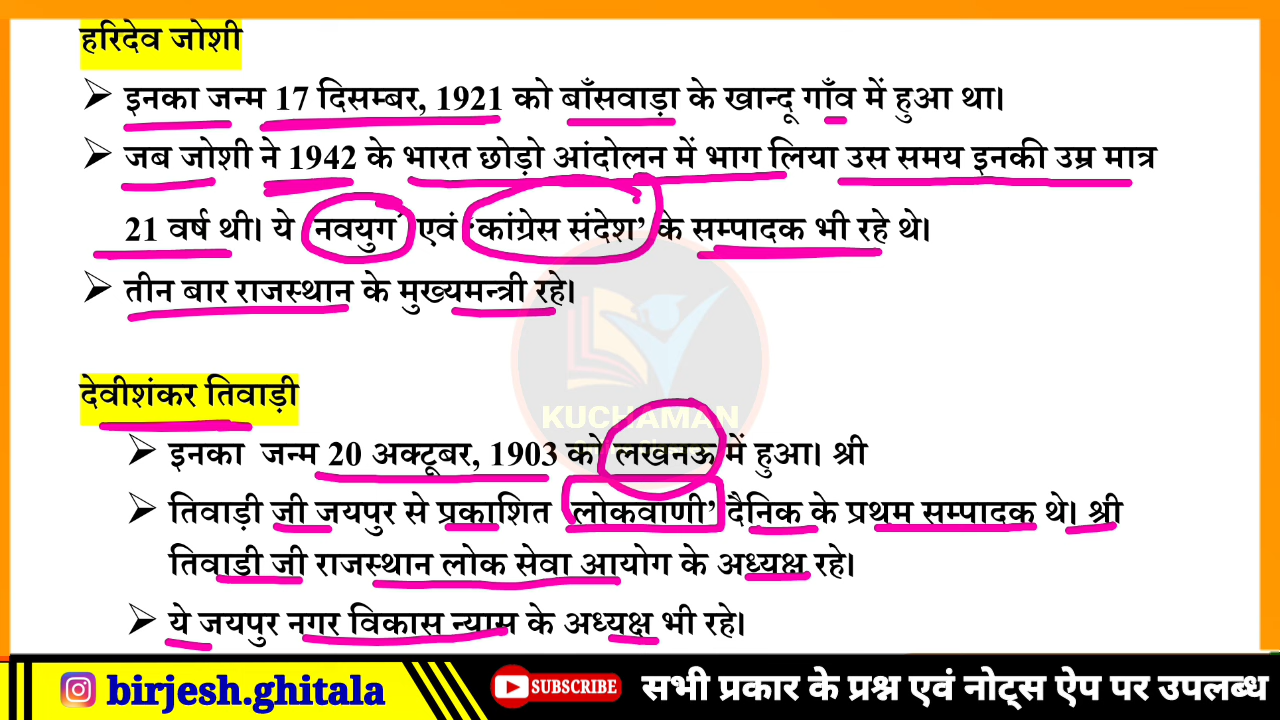 हरिदेव जोशी
इनका जन्म 17 दिसम्बर, 1921 को बाँसवाड़ा के खान्दू गाँव में हुआ था।
जब जोशी ने 1942 के भारत छोड़ो आंदोलन में भाग लिया उस समय इनकी उम्र मात्र
21 वर्ष थी। ये 'नवयुग' एवं 'कांग्रेस संदेश' के सम्पादक भी रहे थे।
तीन बार राजस्थान के मुख्यमन्त्री रहे।
KUCHAMAN
देवीशंकर तिवाड़ी
इनका जन्म 20 अक्टूबर, 1903 को लखनऊ में हुआ। श्री
तिवाड़ी जी जयपुर से प्रकाशित 'लोकवाणी' दैनिक के प्रथम सम्पादक थे। श्री
तिवाडी जी राजस्थान लोक सेवा आयोग के अध्यक्ष रहे।
ये जयपुर नगर विकास न्यास के अध्यक्ष भी रहे।
birjesh.ghitala
SUBSCRIBE
सभी प्रकार के प्रश्न एवं नोट्स ऐप पर उपलब्ध